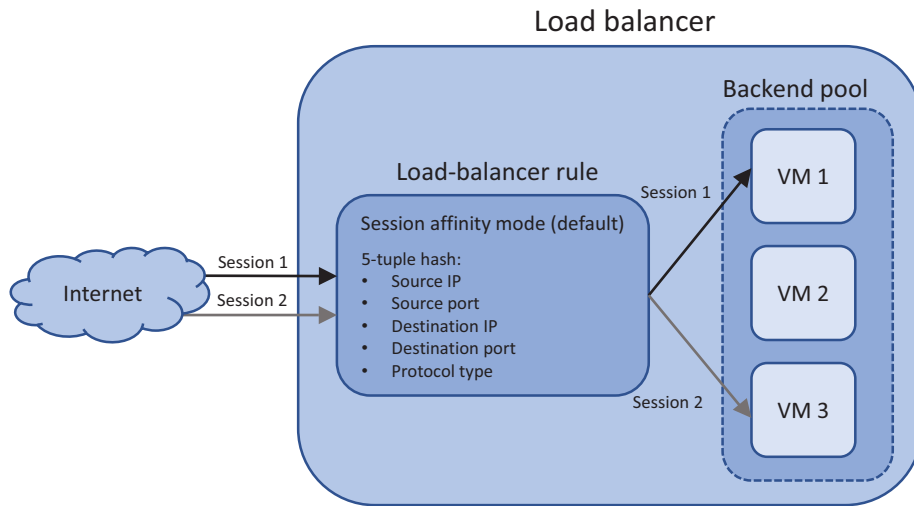 Load balancer
Backend pool
Load-balancer rule
Session affinity mode (default)
5-tuple hash:
• Source IP
• Source port
• Destination IP
• Destination port
• Protocol type
Internet
Session 1
Session 2
Session 1
Session 2
VM 1
VM 2
VM 3